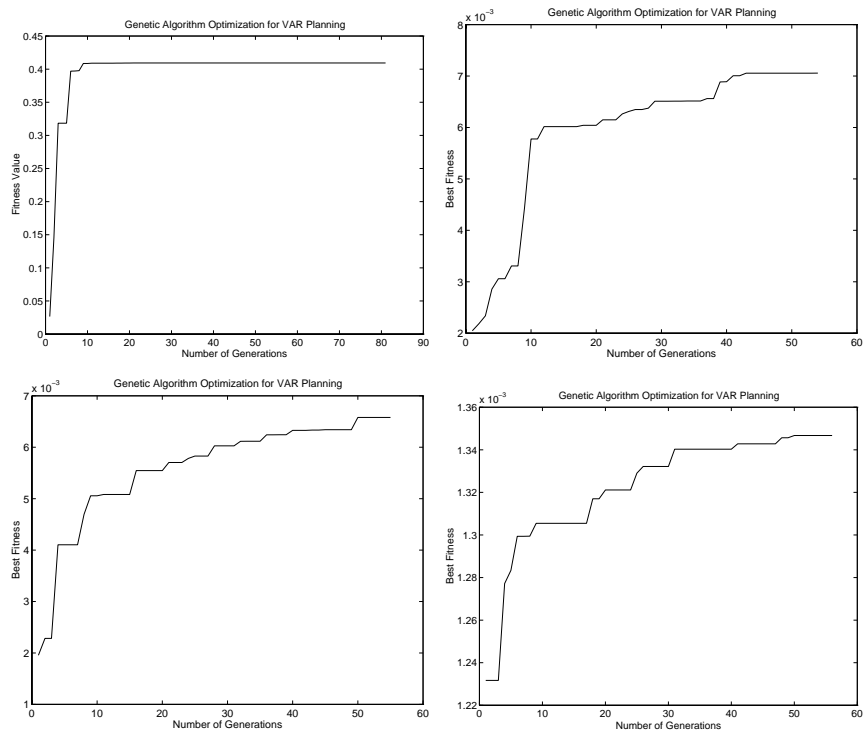 Genetic Algorithm Optimization for VAR Planning
0.45
0.4
0.35
0.3
0.25
0.2
0.15
0.1
0.05
0
Fitness Value
0 10 20 30 40 50 60 70 80 90
Number of Generations
Genetic Algorithm Optimization for VAR Planning
x 10⁻³
8
7
6
5
4
3
2
Best Fitness
0 10 20 30 40 50 60
Number of Generations
Genetic Algorithm Optimization for VAR Planning
x 10⁻³
7
6
5
4
3
2
1
Best Fitness
0 10 20 30 40 50 60
Number of Generations
Genetic Algorithm Optimization for VAR Planning
x 10⁻³
1.36
1.34
1.32
1.3
1.28
1.26
1.24
1.22
Best Fitness
0 10 20 30 40 50 60
Number of Generations